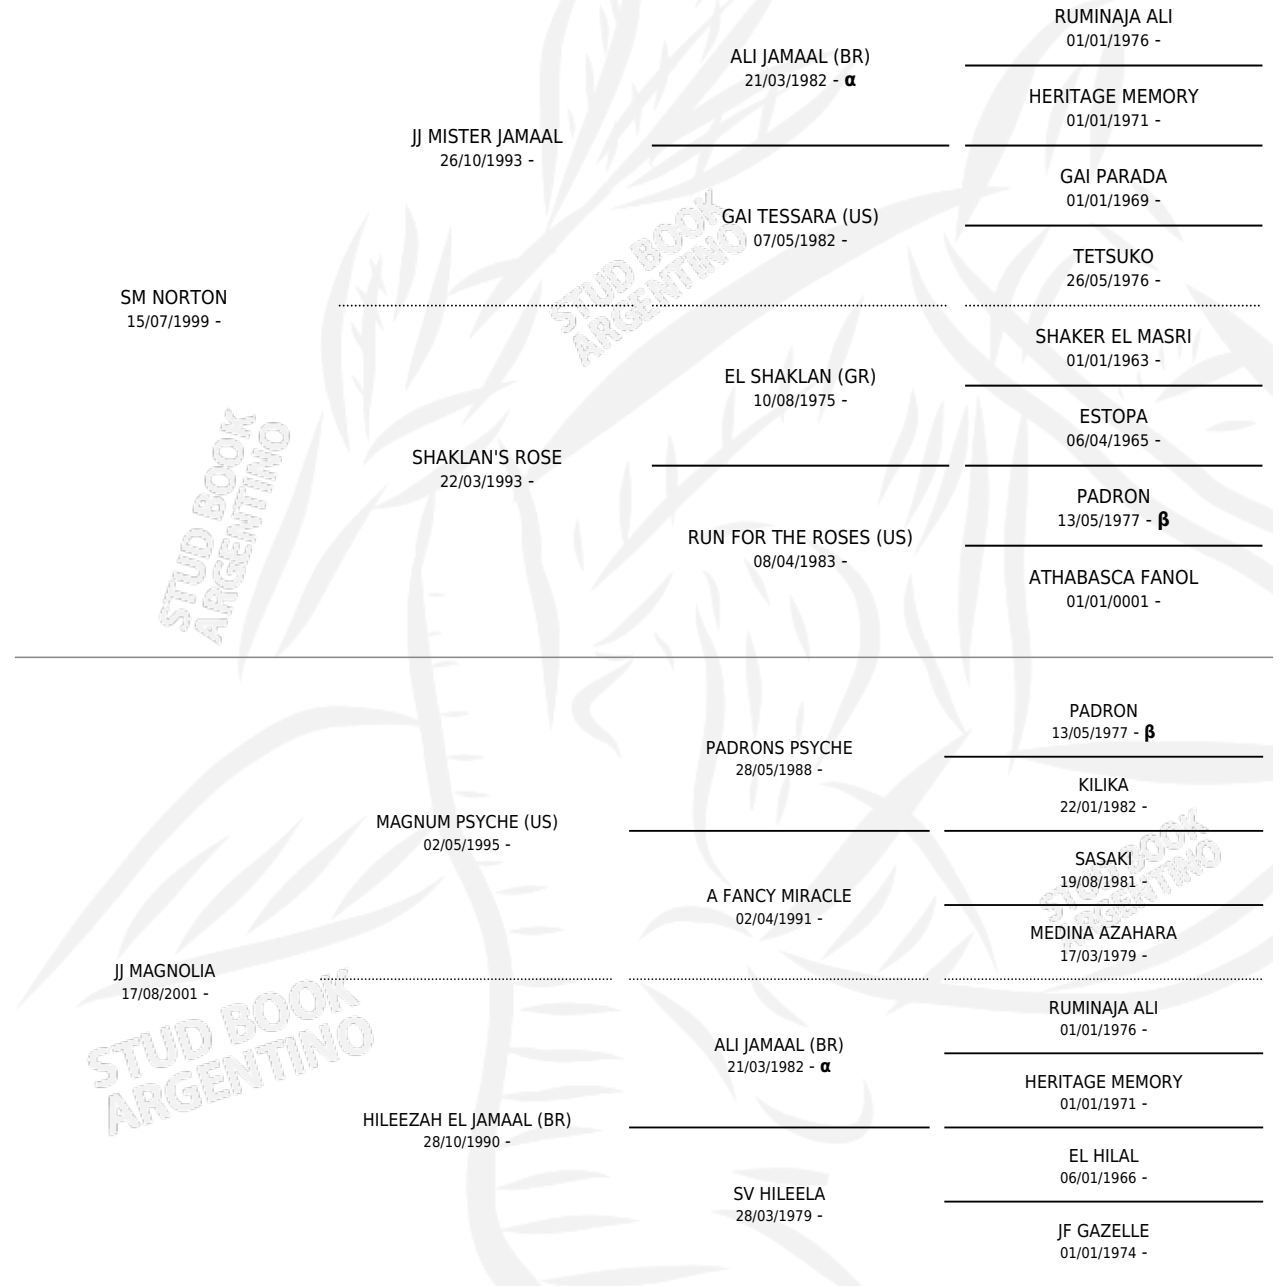 RUMINAJA ALI
01/01/1976 -
ALI JAMAAL (BR)
21/03/1982 - α
HERITAGE MEMORY
01/01/1971 -
JJ MISTER JAMAAL
26/10/1993 -
GAI PARADA
01/01/1969 -
GAI TESSARA (US)
07/05/1982 -
TETSUKO
26/05/1976 -
SM NORTON
15/07/1999 -
SHAKER EL MASRI
01/01/1963 -
EL SHAKLAN (GR)
10/08/1975 -
ESTOPA
06/04/1965 -
SHAKLAN'S ROSE
22/03/1993 -
PADRON
13/05/1977 - β
RUN FOR THE ROSES (US)
08/04/1983 -
ATHABASCA FANOL
01/01/0001 -
PADRON
13/05/1977 - β
PADRONS PSYCHE
28/05/1988 -
KILIKA
22/01/1982 -
MAGNUM PSYCHE (US)
02/05/1995 -
SASAKI
19/08/1981 -
A FANCY MIRACLE
02/04/1991 -
MEDINA AZAHARA
17/03/1979 -
JJ MAGNOLIA
17/08/2001 -
RUMINAJA ALI
01/01/1976 -
ALI JAMAAL (BR)
21/03/1982 - α
HERITAGE MEMORY
01/01/1971 -
HILEEZAH EL JAMAAL (BR)
28/10/1990 -
EL HILAL
06/01/1966 -
SV HILEELA
28/03/1979 -
JF GAZELLE
01/01/1974 -
STUD BOOK
ARGENTINO
STUD BOOK
ARGENTINO
STUD BOOK
ARGENTINO
STUD BOOK
ARGENTINO